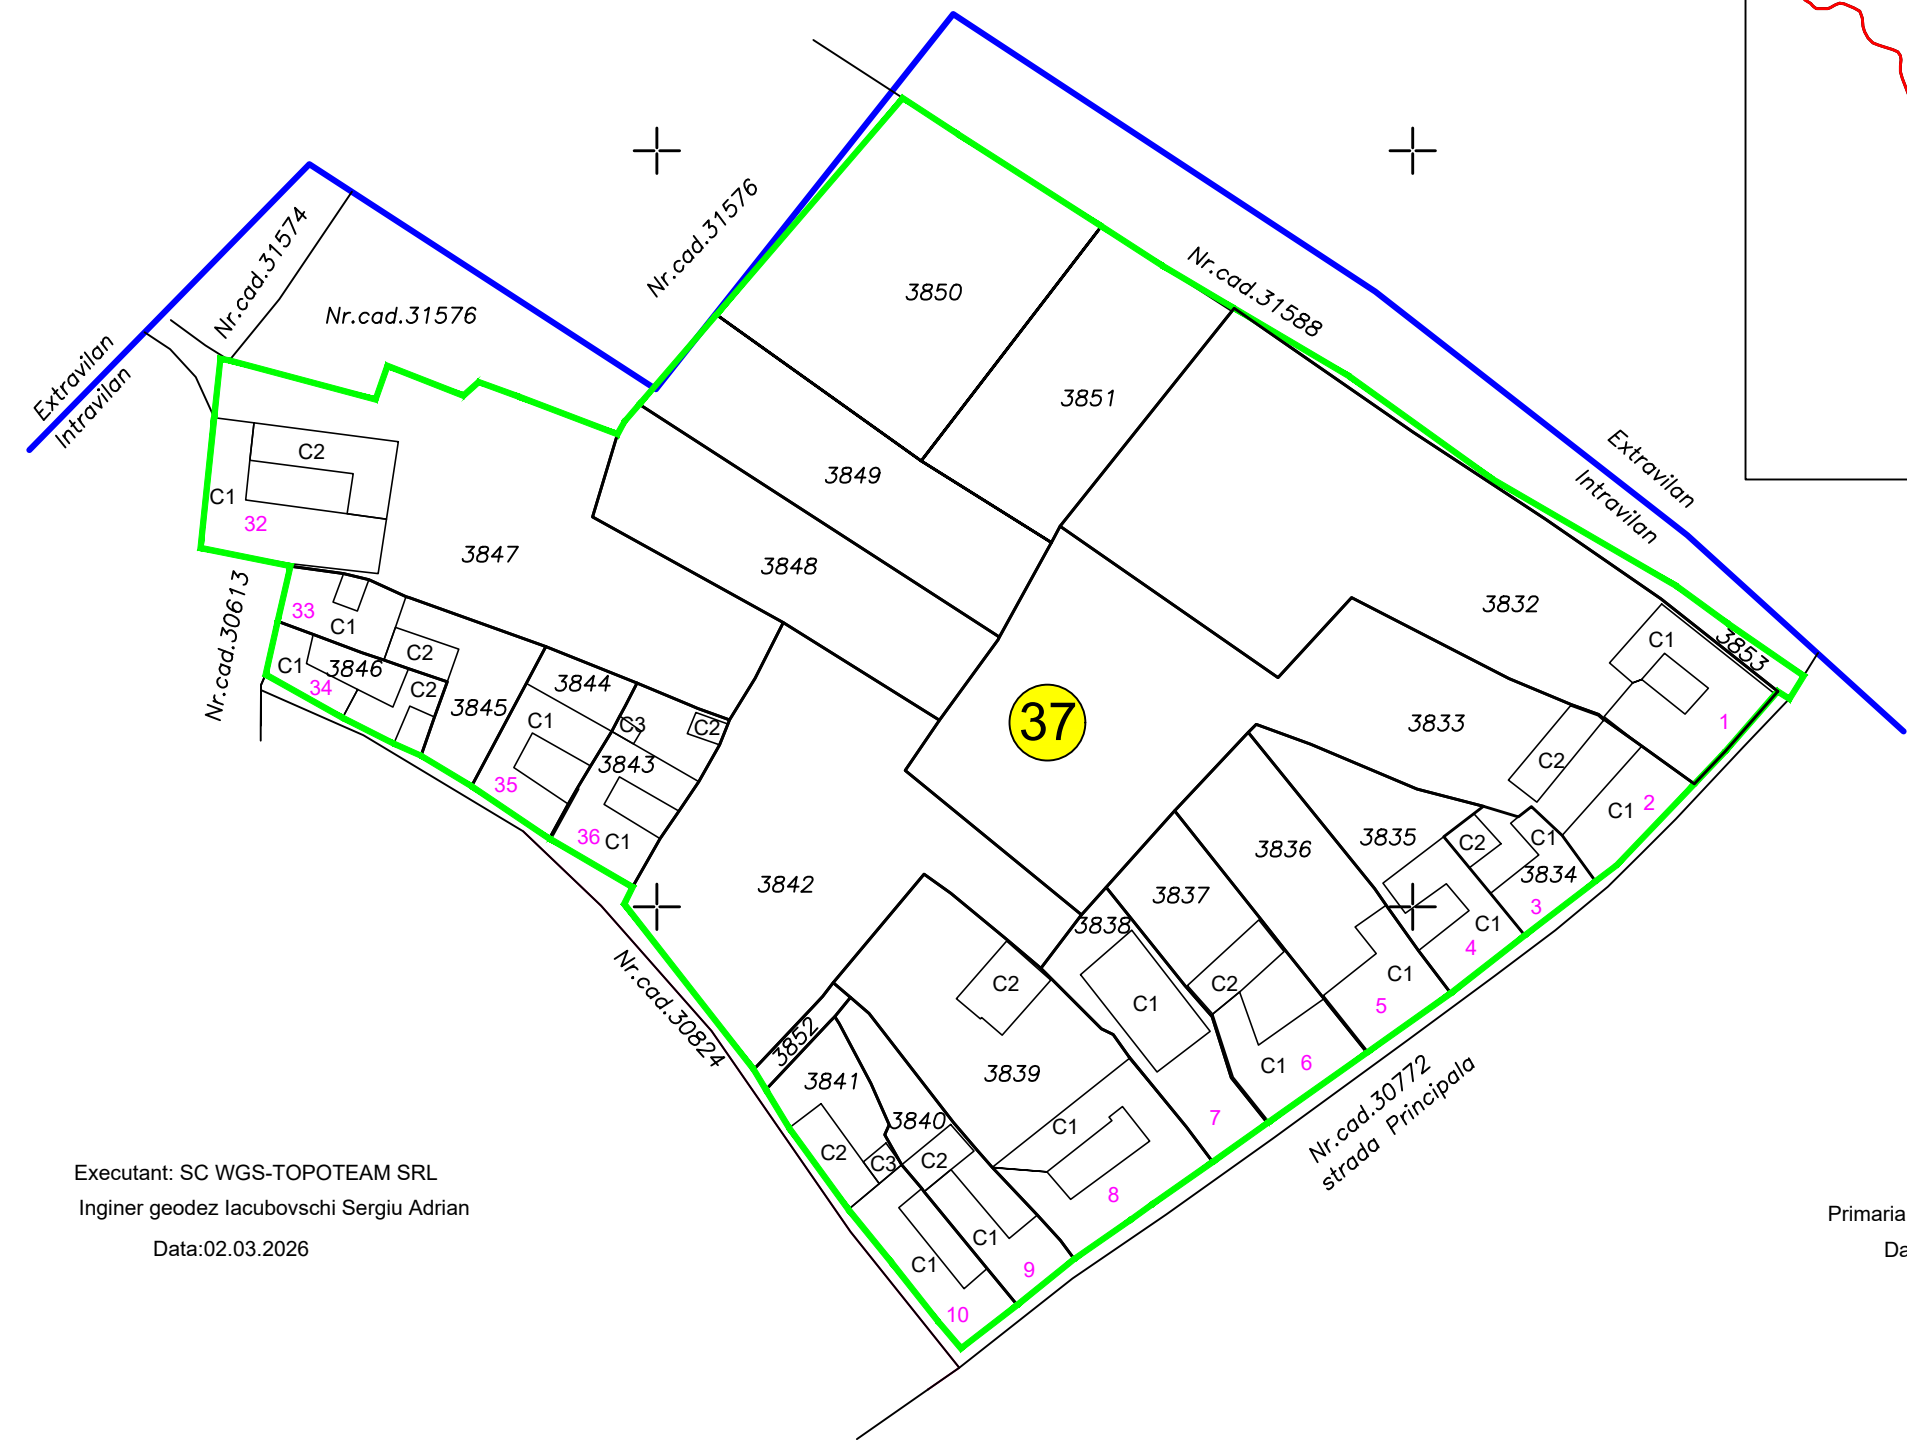 Nr.cad.31574
Nr.cad.31576
Nr.cad.31576
Nr.cad.31588
Extravilan
Intravilan
Extravilan
Intravilan
3850
3851
3849
3848
3847
C2
C1
32
Nr.cad.30613
33
C1
C2
C1
3846
34
C2
3845
3844
C1
35
C3
C2
3843
36
C1
37
3832
3853
C1
1
3833
C2
C1
2
3835
C2
C1
3834
3
C1
4
3836
C1
5
3837
C2
C1
6
3838
C1
7
3842
C2
3839
C1
8
3852
3841
3840
C2
C3
C2
C1
9
C1
10
Nr.cad.30824
Nr.cad.30772
strada Principala
Executant: SC WGS-TOPOTEAM SRL
Inginer geodez Iacubovschi Sergiu Adrian
Data:02.03.2026
Primaria
Da